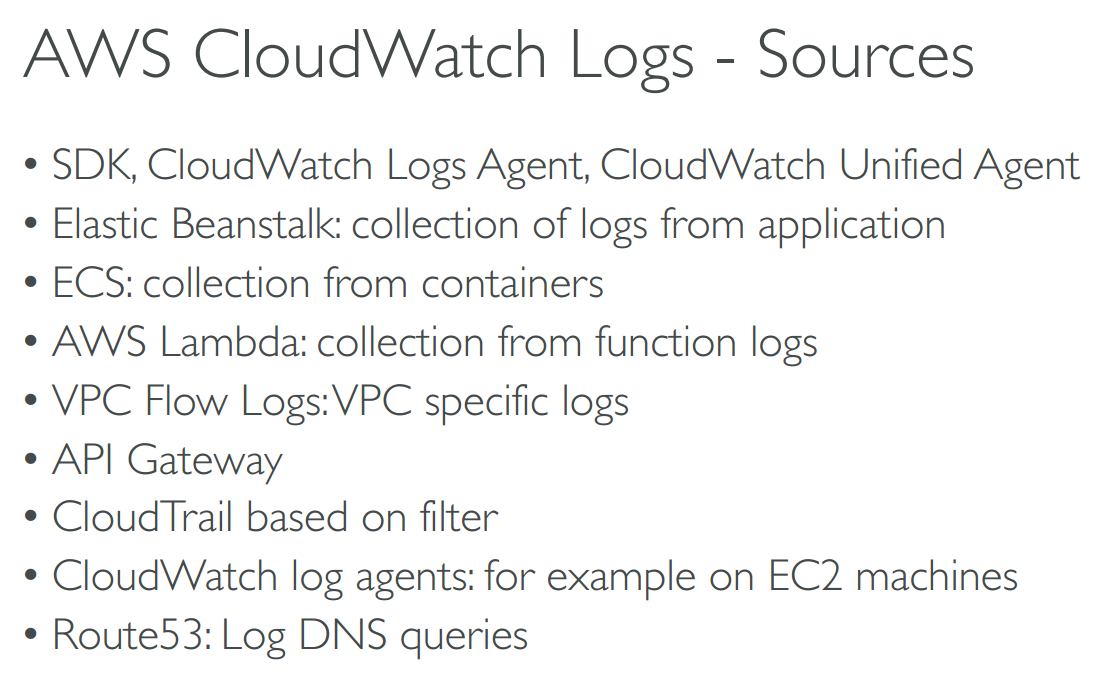 AWS CloudWatch Logs - Sources
• SDK, CloudWatch Logs Agent, CloudWatch Unified Agent
• Elastic Beanstalk: collection of logs from application
• ECS: collection from containers
• AWS Lambda: collection from function logs
• VPC Flow Logs: VPC specific logs
• API Gateway
• CloudTrail based on filter
• CloudWatch log agents: for example on EC2 machines
• Route53: Log DNS queries